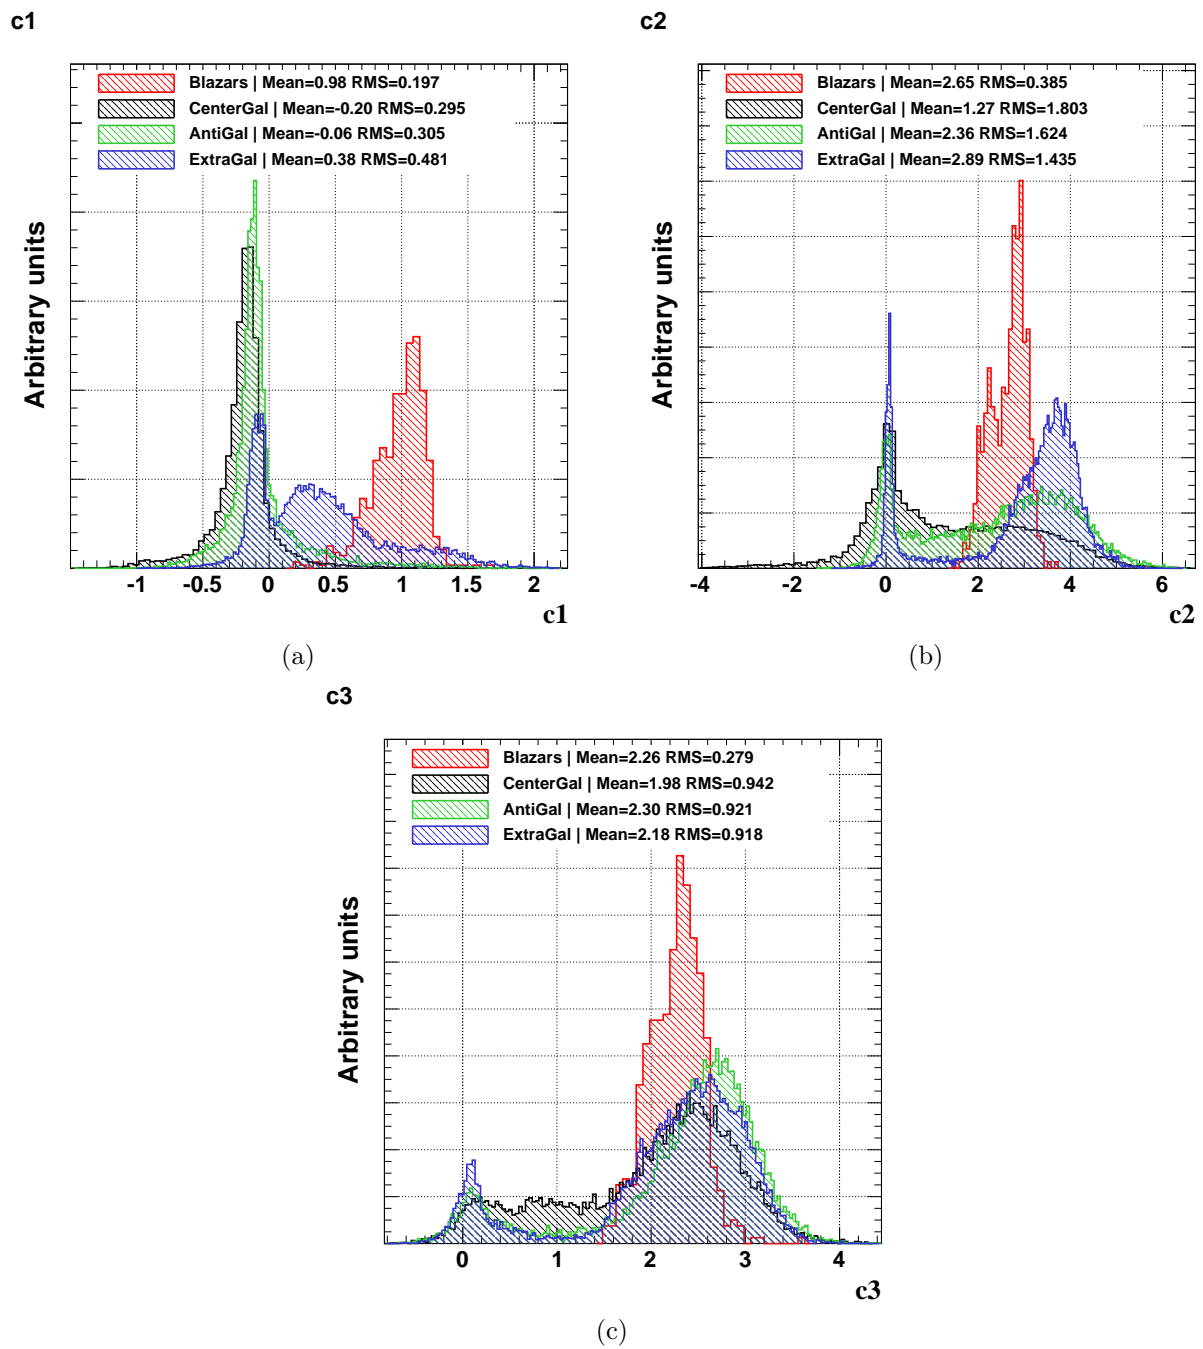 c1
Blazars | Mean=0.98 RMS=0.197
CenterGal | Mean=-0.20 RMS=0.295
AntiGal | Mean=-0.06 RMS=0.305
ExtraGal | Mean=0.38 RMS=0.481
Arbitrary units
-1 -0.5 0 0.5 1 1.5 2
c1
(a)
c2
Blazars | Mean=2.65 RMS=0.385
CenterGal | Mean=1.27 RMS=1.803
AntiGal | Mean=2.36 RMS=1.624
ExtraGal | Mean=2.89 RMS=1.435
Arbitrary units
-4 -2 0 2 4 6
c2
(b)
c3
Blazars | Mean=2.26 RMS=0.279
CenterGal | Mean=1.98 RMS=0.942
AntiGal | Mean=2.30 RMS=0.921
ExtraGal | Mean=2.18 RMS=0.918
Arbitrary units
0 1 2 3 4
c3
(c)